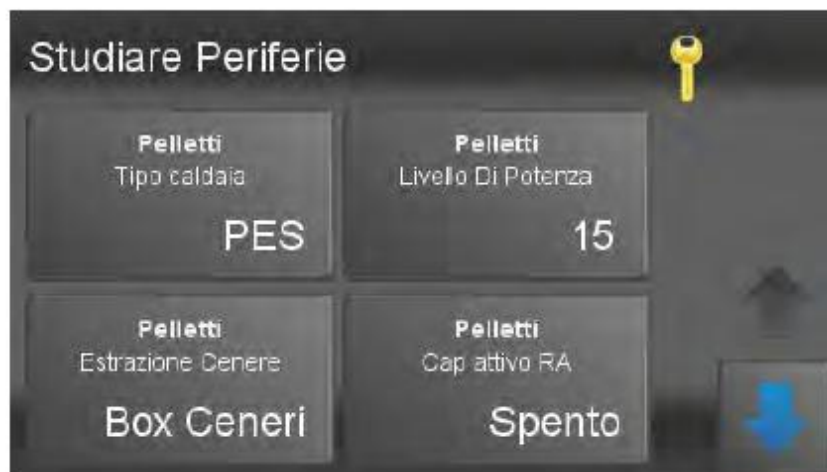 Studiare Periferie
Pelletti
Tipo caldaia
PES
Pelletti
Livello Di Potenza
15
Pelletti
Estrazione Cenere
Box Ceneri
Pelletti
Cap attivo RA
Spento